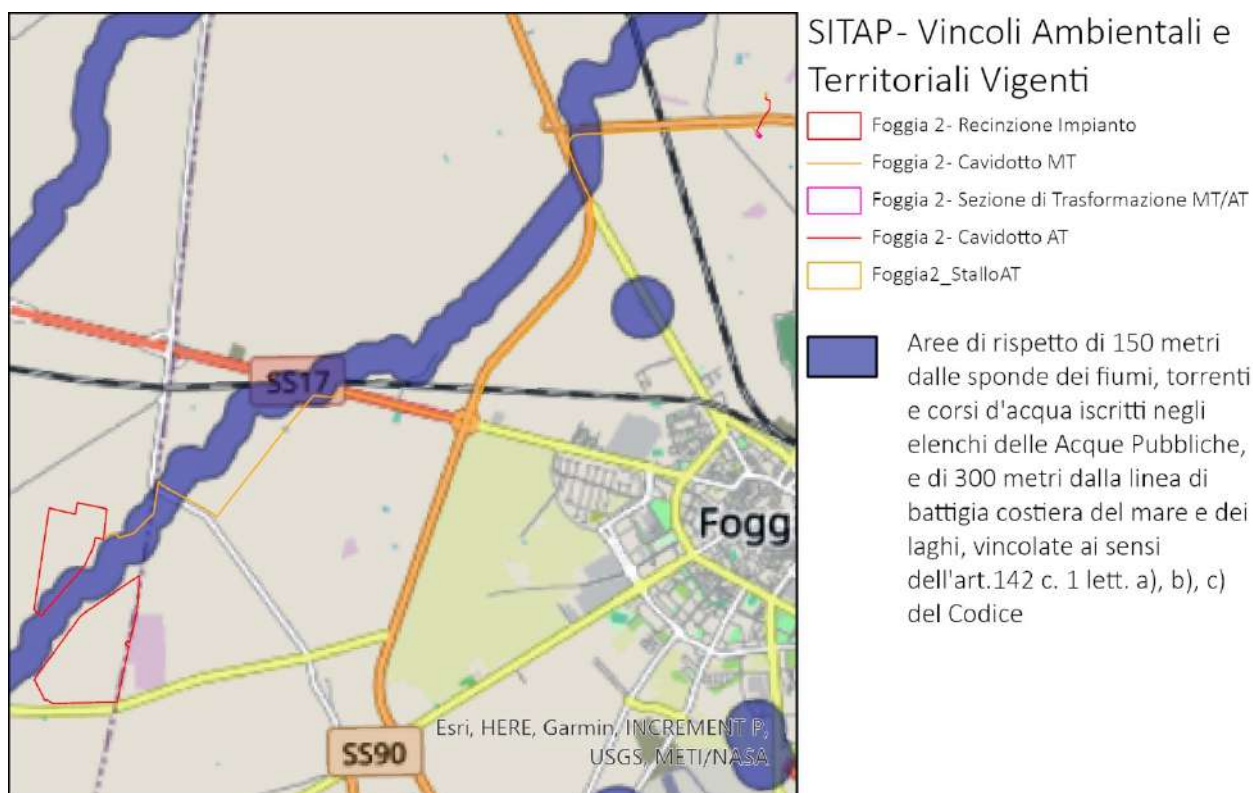 SITAP- Vincoli Ambientali e
Territoriali Vigenti
Foggia 2- Recinzione Impianto
Foggia 2- Cavidotto MT
Foggia 2- Sezione di Trasformazione MT/AT
Foggia 2- Cavidotto AT
Foggia2_StalloAT
Aree di rispetto di 150 metri
dalle sponde dei fiumi, torrenti
e corsi d'acqua iscritti negli
elenchi delle Acque Pubbliche,
e di 300 metri dalla linea di
battigia costiera del mare e dei
laghi, vincolate ai sensi
dell'art.142 c. 1 lett. a), b), c)
del Codice
SS17
Fogg
SS90
Esri, HERE, Garmin, INCREMENT P,
USGS, METI/NASA